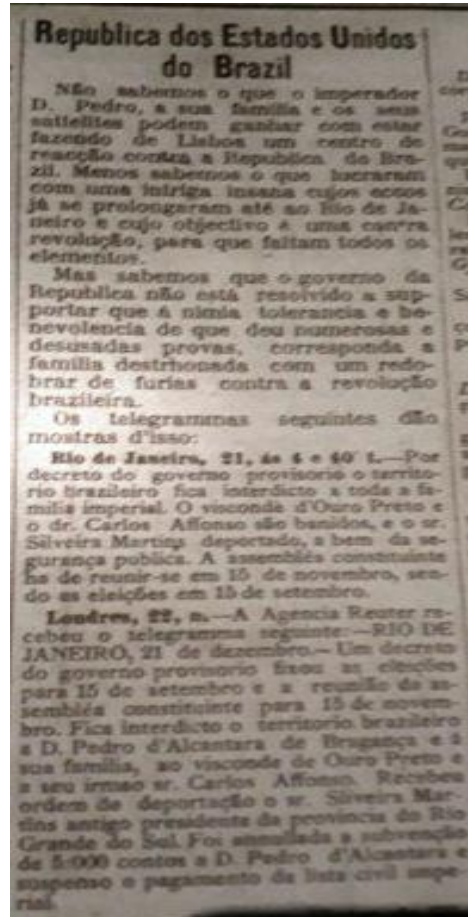 Republica dos Estados Unidos
do Brazil
Não sabemos o que o imperador
D. Pedro, a sua familia e os seus
satellites podem ganhar com estar
fazendo de Lisboa um centro de
reacção contra a Republica do Bra-
zil. Menos sabemos o que lucraram
com uma intriga insana cujos eccos
já se prolongaram até ao Rio de Ja-
neiro e cujo objectivo é uma contra
revolução, para que faltam todos os
elementos.
Mas sabemos que o governo da
Republica não está resolvido a sup-
portar que á nimia tolerancia e be-
nevolencia de que deu numerosas e
desusadas provas, corresponda a
familia desthronada com um redo-
brar de furias contra a revolução
brazileira.
Os telegrammas seguintes dão
mostras d'isso:
Rio de Janeiro, 21, ás 4 e 40 t.—Por
decreto do governo provisorio o territo-
rio brazileiro fica interdicto a toda a fa-
milia imperial. O visconde d'Ouro Preto e
o dr. Carlos Affonso são banidos, e o sr.
Silveira Martins deportado, a bem da se-
gurança publica. A assembléa constituinte
ha de reunir-se em 15 de novembro, sen-
do as eleições em 15 de setembro.
Londres, 22, n.—A Agencia Reuter re-
cebeu o telegramma seguinte:—RIO DE
JANEIRO, 21 de dezembro.—Um decreto
do governo provisorio fixou as eleições
para 15 de setembro e a reunião da as-
sembléa constituinte para 15 de novem-
bro. Fica interdicto o territorio brazileiro
a D. Pedro d'Alcantara de Bragança e á
sua familia, ao visconde de Ouro Preto e
a seu irmão sr. Carlos Affonso. Recebeu
ordem de deportação o sr. Silveira Mar-
tins antigo presidente da provincia do Rio
Grande do Sul. Foi annullada a subvenção
de 5:000 contos a D. Pedro d'Alcantara e
suspenso o pagamento da lista civil impe-
rial.